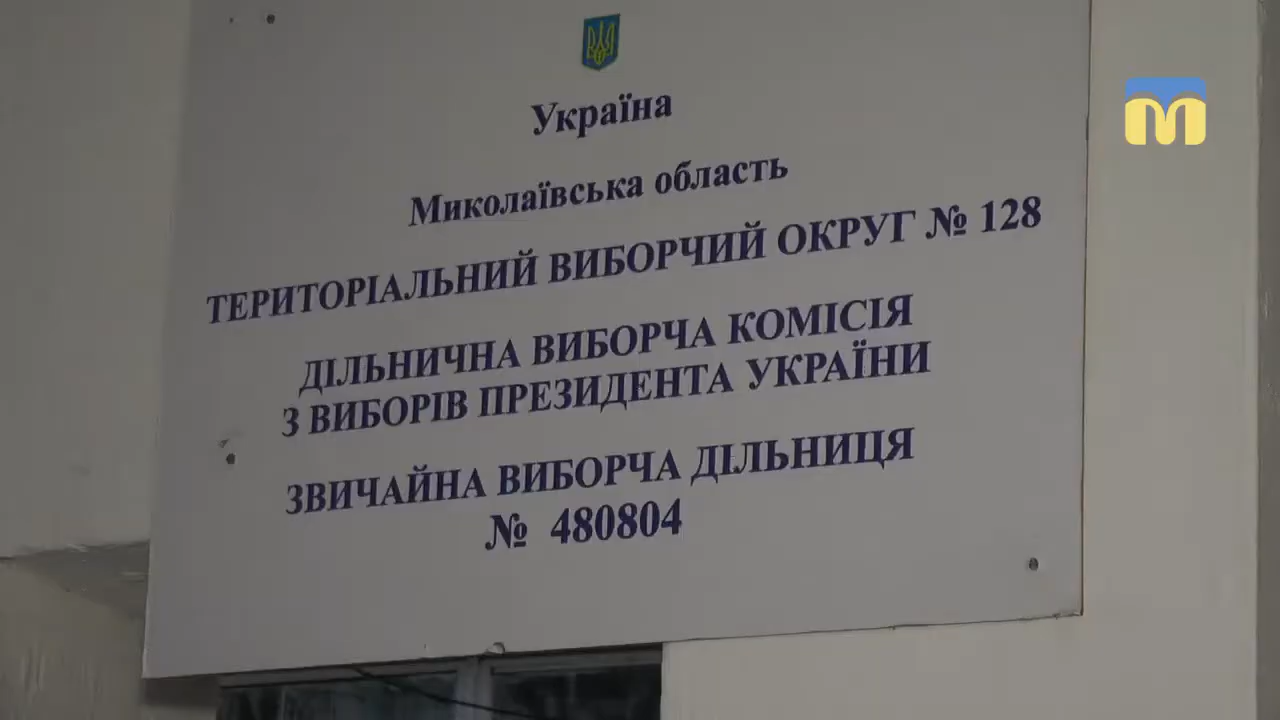 Україна
Миколаївська область
ТЕРИТОРІАЛЬНИЙ ВИБОРЧИЙ ОКРУГ № 128
ДІЛЬНИЧНА ВИБОРЧА КОМІСІЯ
З ВИБОРІВ ПРЕЗИДЕНТА УКРАЇНИ
ЗВИЧАЙНА ВИБОРЧА ДІЛЬНИЦЯ
№ 480804